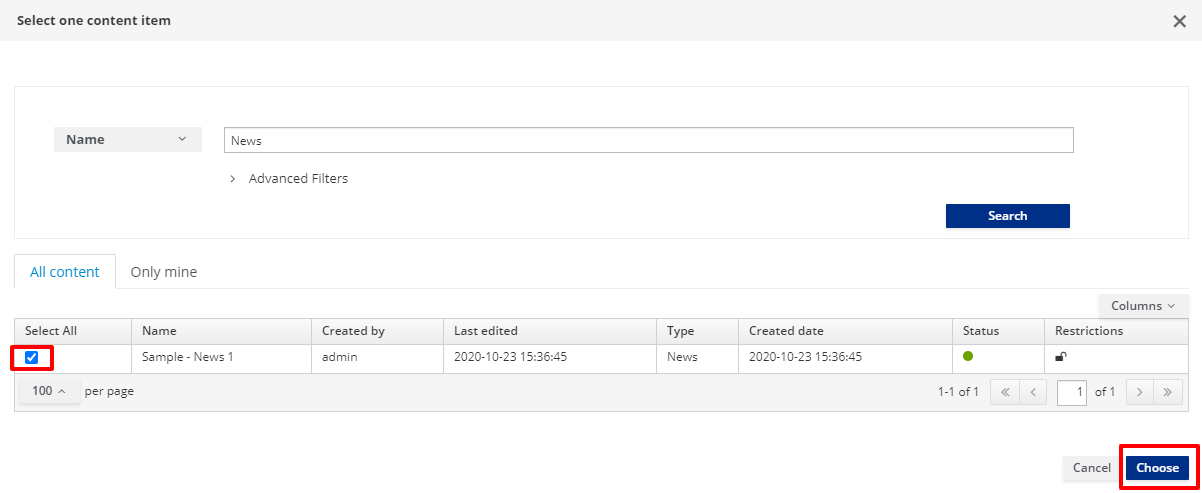 Select one content item
Name
News
Advanced Filters
Search
All content Only mine
Columns
Select All Name Created by Last edited Type Created date Status Restrictions
Sample - News 1 admin 2020-10-23 15:36:45 News 2020-10-23 15:36:45
100 per page 1-1 of 1 1 of 1
Cancel Choose